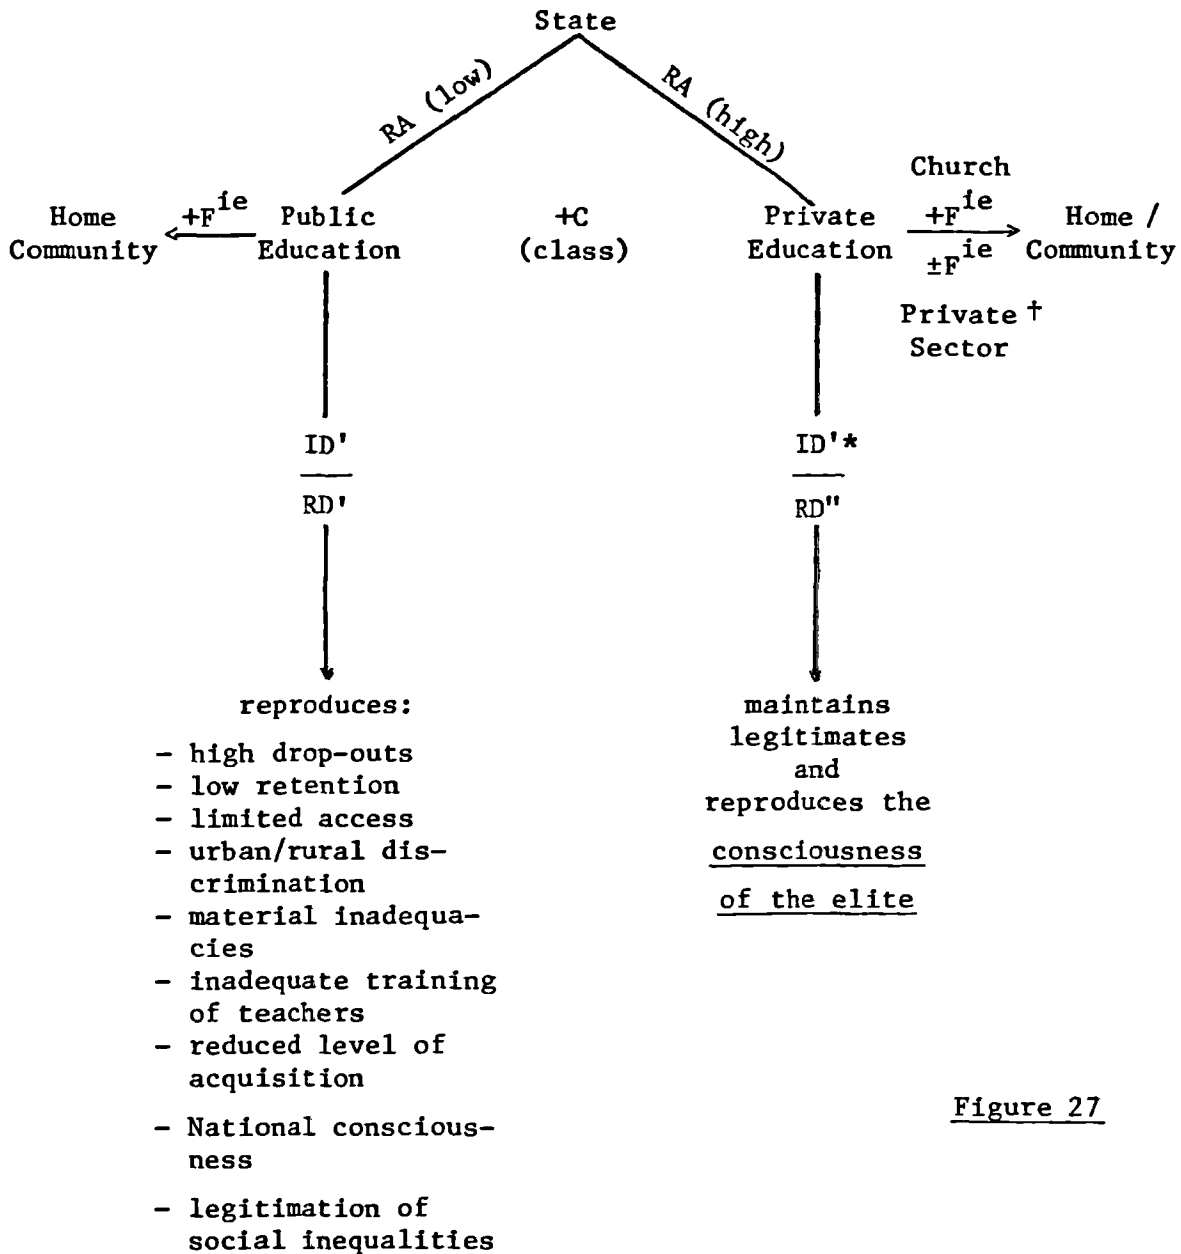 State
RA (low)
RA (high)
Home
Community
+F^ie
Public
Education
+C
(class)
Private
Education
Church
+F^ie
±F^ie
Private †
Sector
Home /
Community
ID'
RD'
ID'*
RD"
reproduces:
- high drop-outs
- low retention
- limited access
- urban/rural dis-
crimination
- material inadequa-
cies
- inadequate training
of teachers
- reduced level of
acquisition
- National conscious-
ness
- legitimation of
social inequalities
maintains
legitimates
and
reproduces the
consciousness
of the elite
Figure 27